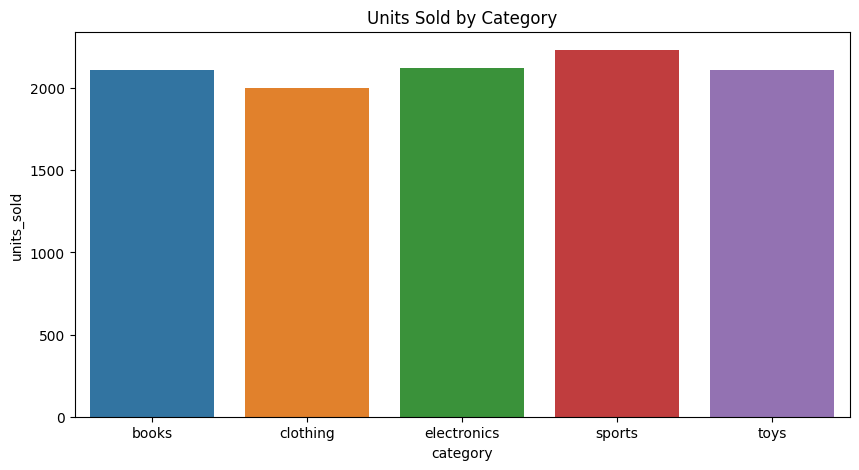 Units Sold by Category
units_sold
2000
1500
1000
500
0
books clothing electronics sports toys
category